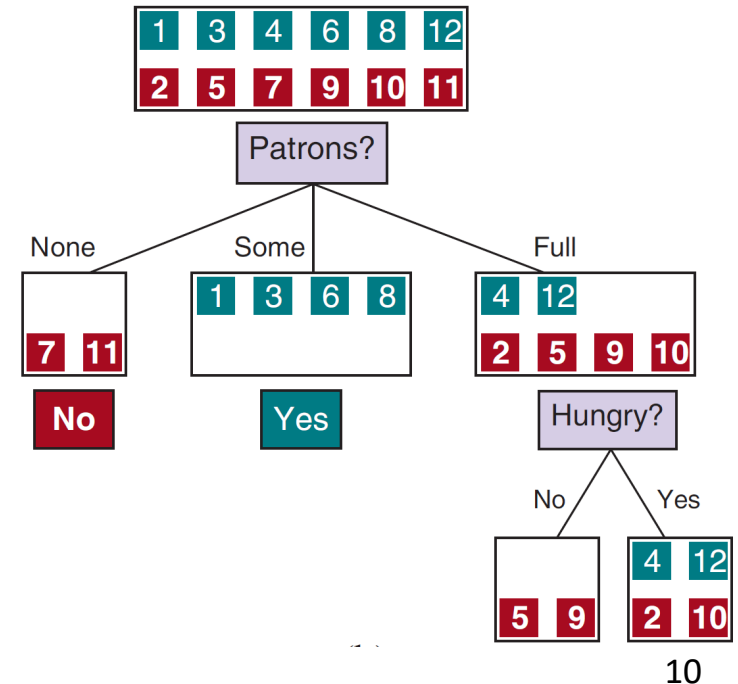 1 3 4 6 8 12
2 5 7 9 10 11
Patrons?
None Some Full
1 3 6 8 4 12
7 11 2 5 9 10
No Yes Hungry?
No Yes
4 12
5 9 2 10
10